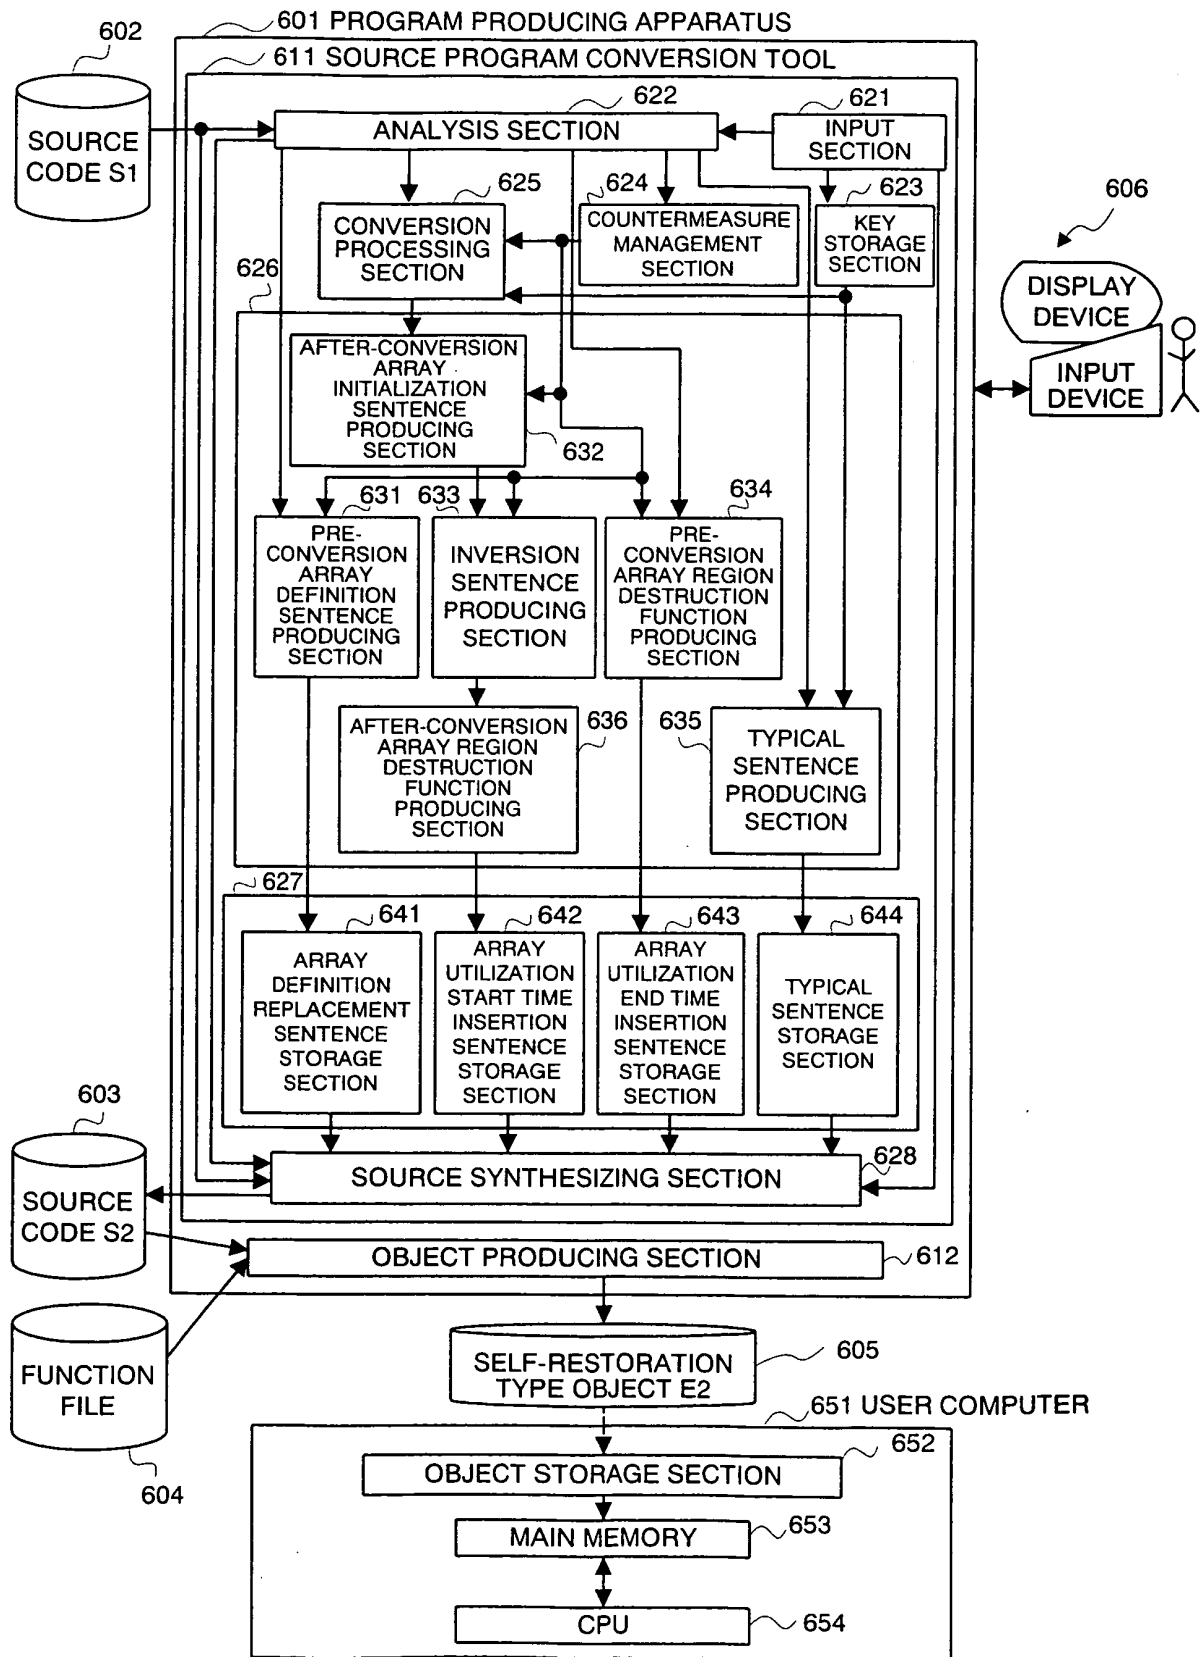 601 PROGRAM PRODUCING APPARATUS
602
611 SOURCE PROGRAM CONVERSION TOOL
SOURCE
CODE S1
622
ANALYSIS SECTION
621
INPUT
SECTION
625
CONVERSION
PROCESSING
SECTION
624
COUNTERMEASURE
MANAGEMENT
SECTION
623
KEY
STORAGE
SECTION
606
DISPLAY
DEVICE
INPUT
DEVICE
626
AFTER-CONVERSION
ARRAY
INITIALIZATION
SENTENCE
PRODUCING
SECTION
632
631
PRE-
CONVERSION
ARRAY
DEFINITION
SENTENCE
PRODUCING
SECTION
633
INVERSION
SENTENCE
PRODUCING
SECTION
634
PRE-
CONVERSION
ARRAY REGION
DESTRUCTION
FUNCTION
PRODUCING
SECTION
AFTER-CONVERSION
ARRAY REGION
DESTRUCTION
FUNCTION
PRODUCING
SECTION
636
635
TYPICAL
SENTENCE
PRODUCING
SECTION
627
641
ARRAY
DEFINITION
REPLACEMENT
SENTENCE
STORAGE
SECTION
642
ARRAY
UTILIZATION
START TIME
INSERTION
SENTENCE
STORAGE
SECTION
643
ARRAY
UTILIZATION
END TIME
INSERTION
SENTENCE
STORAGE
SECTION
644
TYPICAL
SENTENCE
STORAGE
SECTION
603
SOURCE
CODE S2
SOURCE SYNTHESIZING SECTION
628
OBJECT PRODUCING SECTION
612
FUNCTION
FILE
604
SELF-RESTORATION
TYPE OBJECT E2
605
651 USER COMPUTER
652
OBJECT STORAGE SECTION
MAIN MEMORY
653
CPU
654